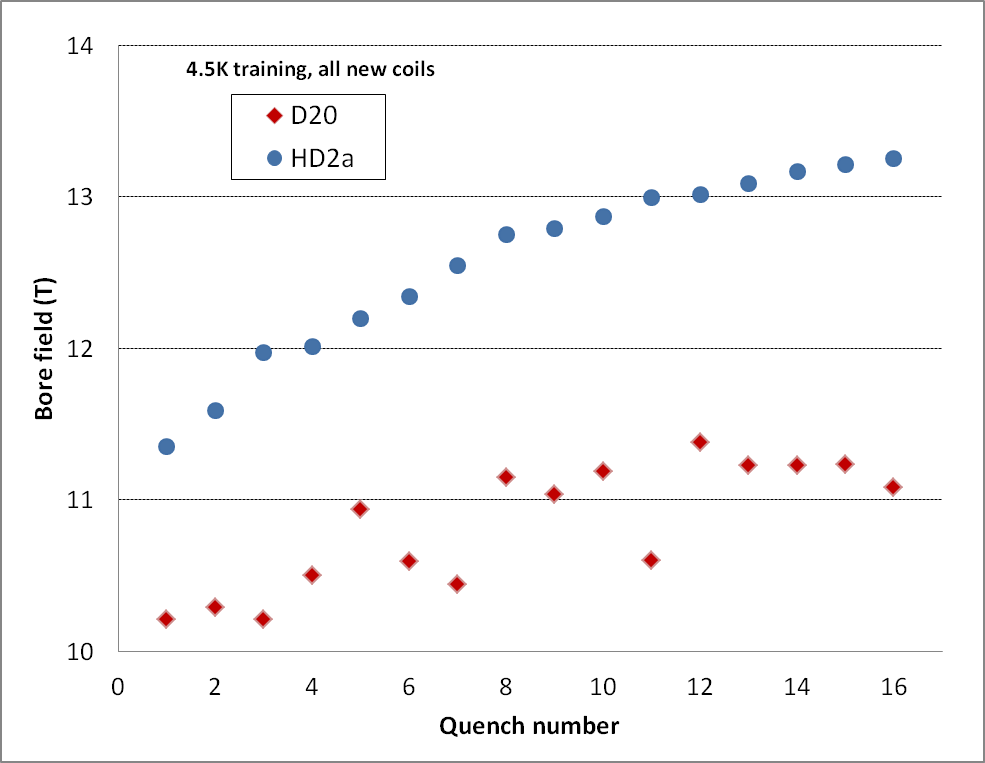 14
4.5K training, all new coils
D20
HD2a
13
12
11
10
Bore field (T)
0 2 4 6 8 10 12 14 16
Quench number